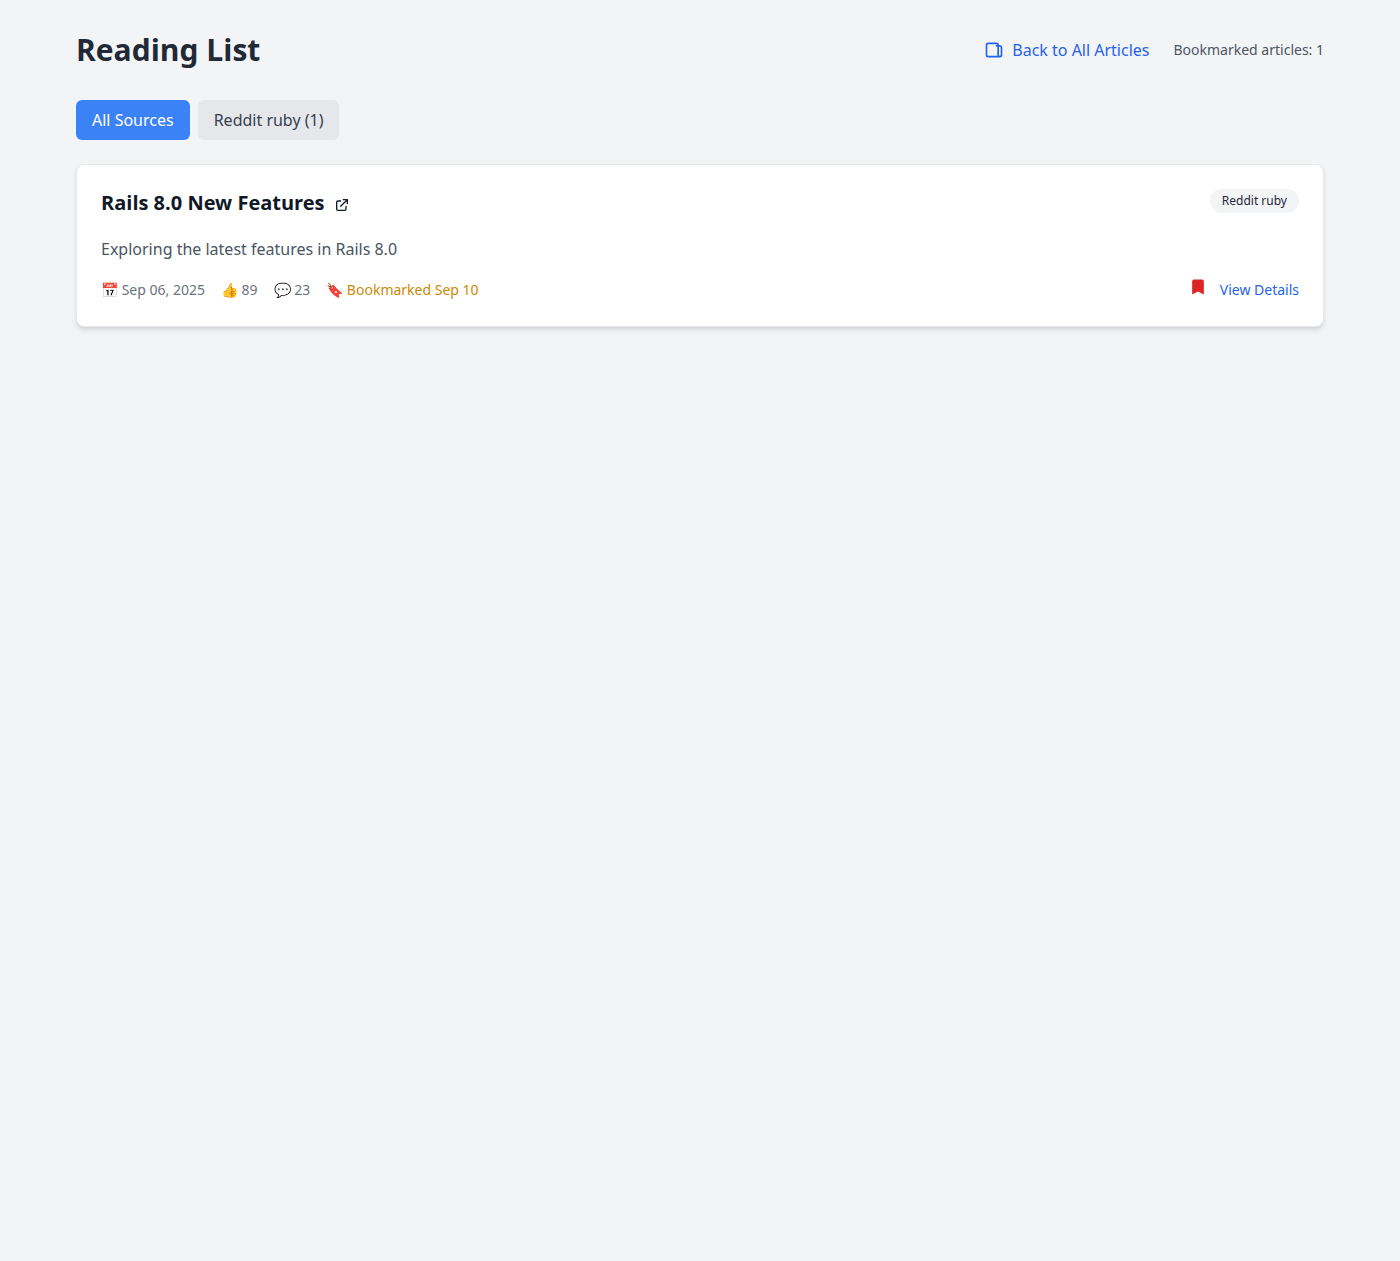 Reading List
Back to All Articles
Bookmarked articles: 1
All Sources
Reddit ruby (1)
Rails 8.0 New Features
Reddit ruby
Exploring the latest features in Rails 8.0
📅 Sep 06, 2025 👍 89 💬 23 🔖 Bookmarked Sep 10
View Details